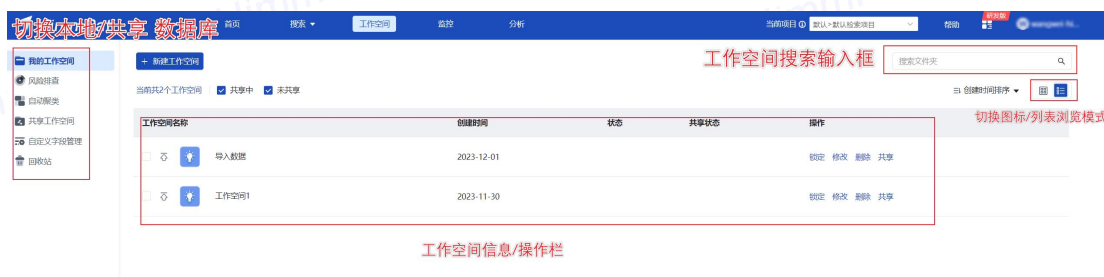 切换本地/共享 数据库
首页 搜索 工作空间 监控 分析 当前项目 默认>默认检索项目 帮助 研发版
我的工作空间
风险排查
自动聚类
共享工作空间
自定义字段管理
回收站
+ 新建工作空间
工作空间搜索输入框
搜索文件夹
当前共2个工作空间 共享中 未共享
创建时间排序
切换图标/列表浏览模式
工作空间名称 创建时间 状态 共享状态 操作
导入数据 2023-12-01 锁定 修改 删除 共享
工作空间1 2023-11-30 锁定 修改 删除 共享
工作空间信息/操作栏